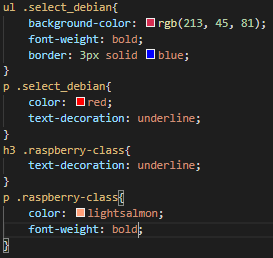 ul .select_debian{
background-color: rgb(213, 45, 81);
font-weight: bold;
border: 3px solid blue;
}
p .select_debian{
color: red;
text-decoration: underline;
}
h3 .raspberry-class{
text-decoration: underline;
}
p .raspberry-class{
color: lightsalmon;
font-weight: bold;
}